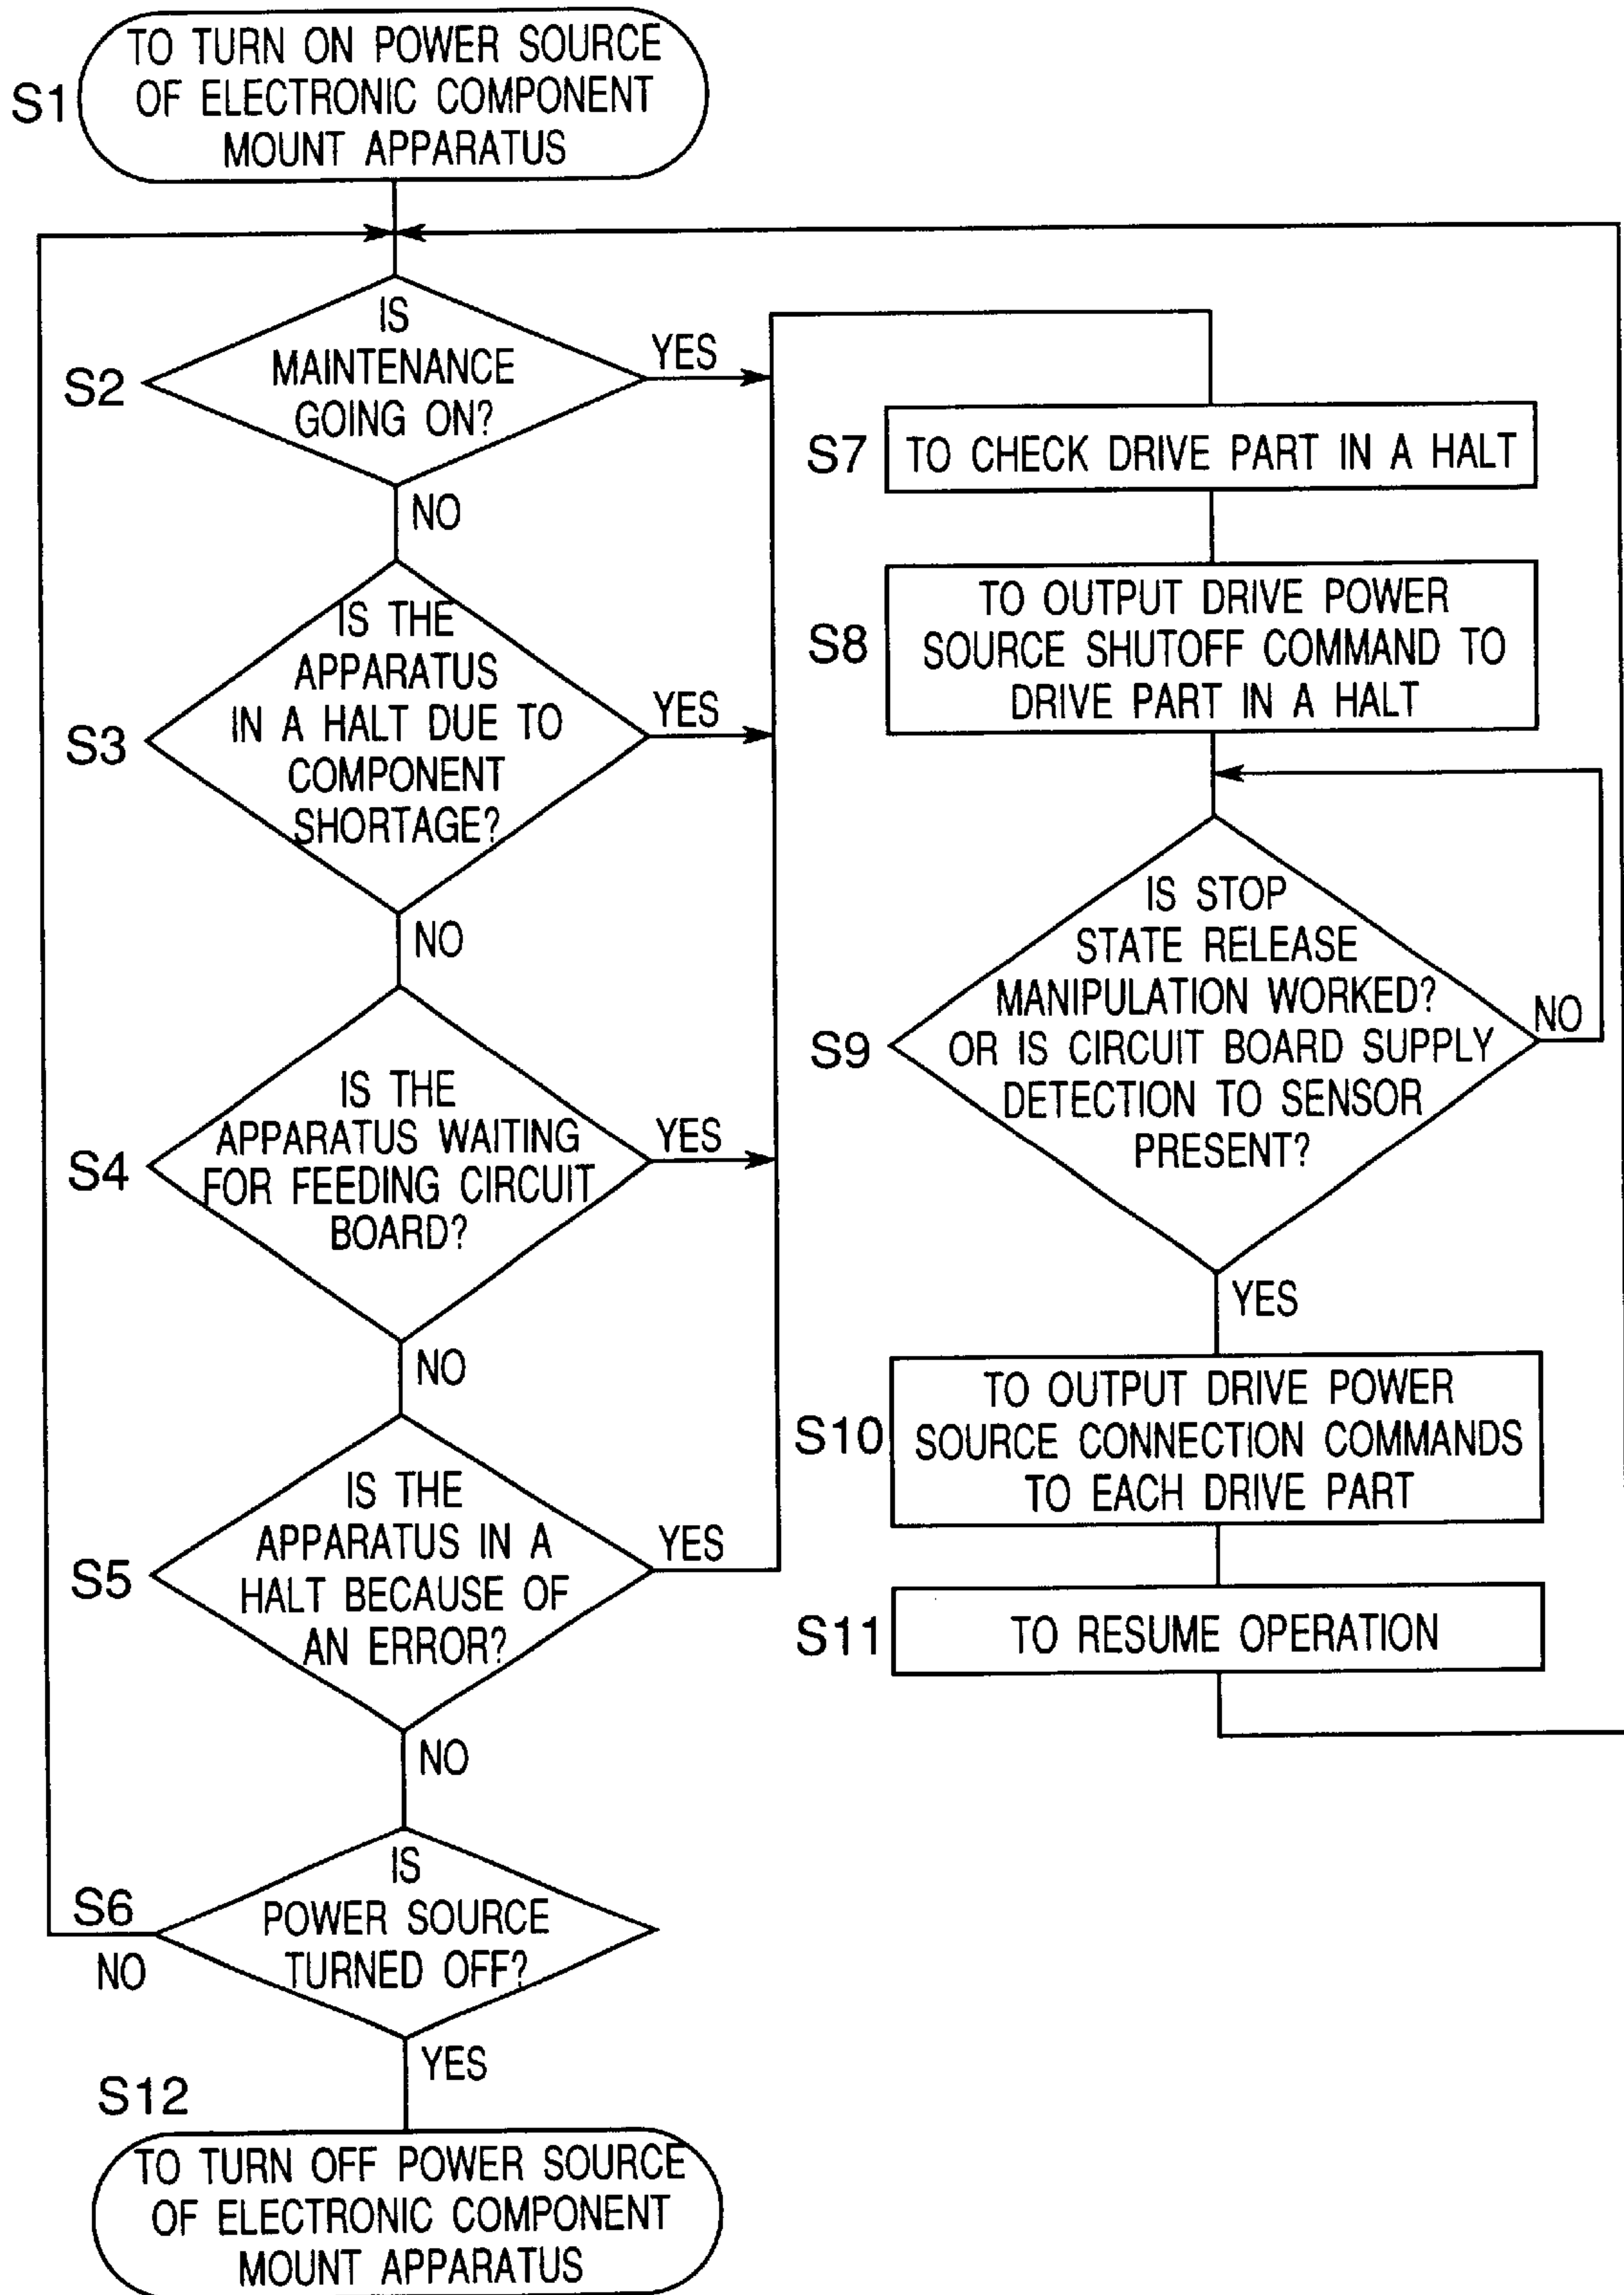 S1
TO TURN ON POWER SOURCE
OF ELECTRONIC COMPONENT
MOUNT APPARATUS
S2
IS
MAINTENANCE
GOING ON?
YES
NO
S3
IS THE
APPARATUS
IN A HALT DUE TO
COMPONENT
SHORTAGE?
YES
NO
S4
IS THE
APPARATUS WAITING
FOR FEEDING CIRCUIT
BOARD?
YES
NO
S5
IS THE
APPARATUS IN A
HALT BECAUSE OF
AN ERROR?
YES
NO
S6
IS
POWER SOURCE
TURNED OFF?
NO
YES
S12
TO TURN OFF POWER SOURCE
OF ELECTRONIC COMPONENT
MOUNT APPARATUS
S7
TO CHECK DRIVE PART IN A HALT
S8
TO OUTPUT DRIVE POWER
SOURCE SHUTOFF COMMAND TO
DRIVE PART IN A HALT
S9
IS STOP
STATE RELEASE
MANIPULATION WORKED?
OR IS CIRCUIT BOARD SUPPLY
DETECTION TO SENSOR
PRESENT?
NO
YES
S10
TO OUTPUT DRIVE POWER
SOURCE CONNECTION COMMANDS
TO EACH DRIVE PART
S11
TO RESUME OPERATION